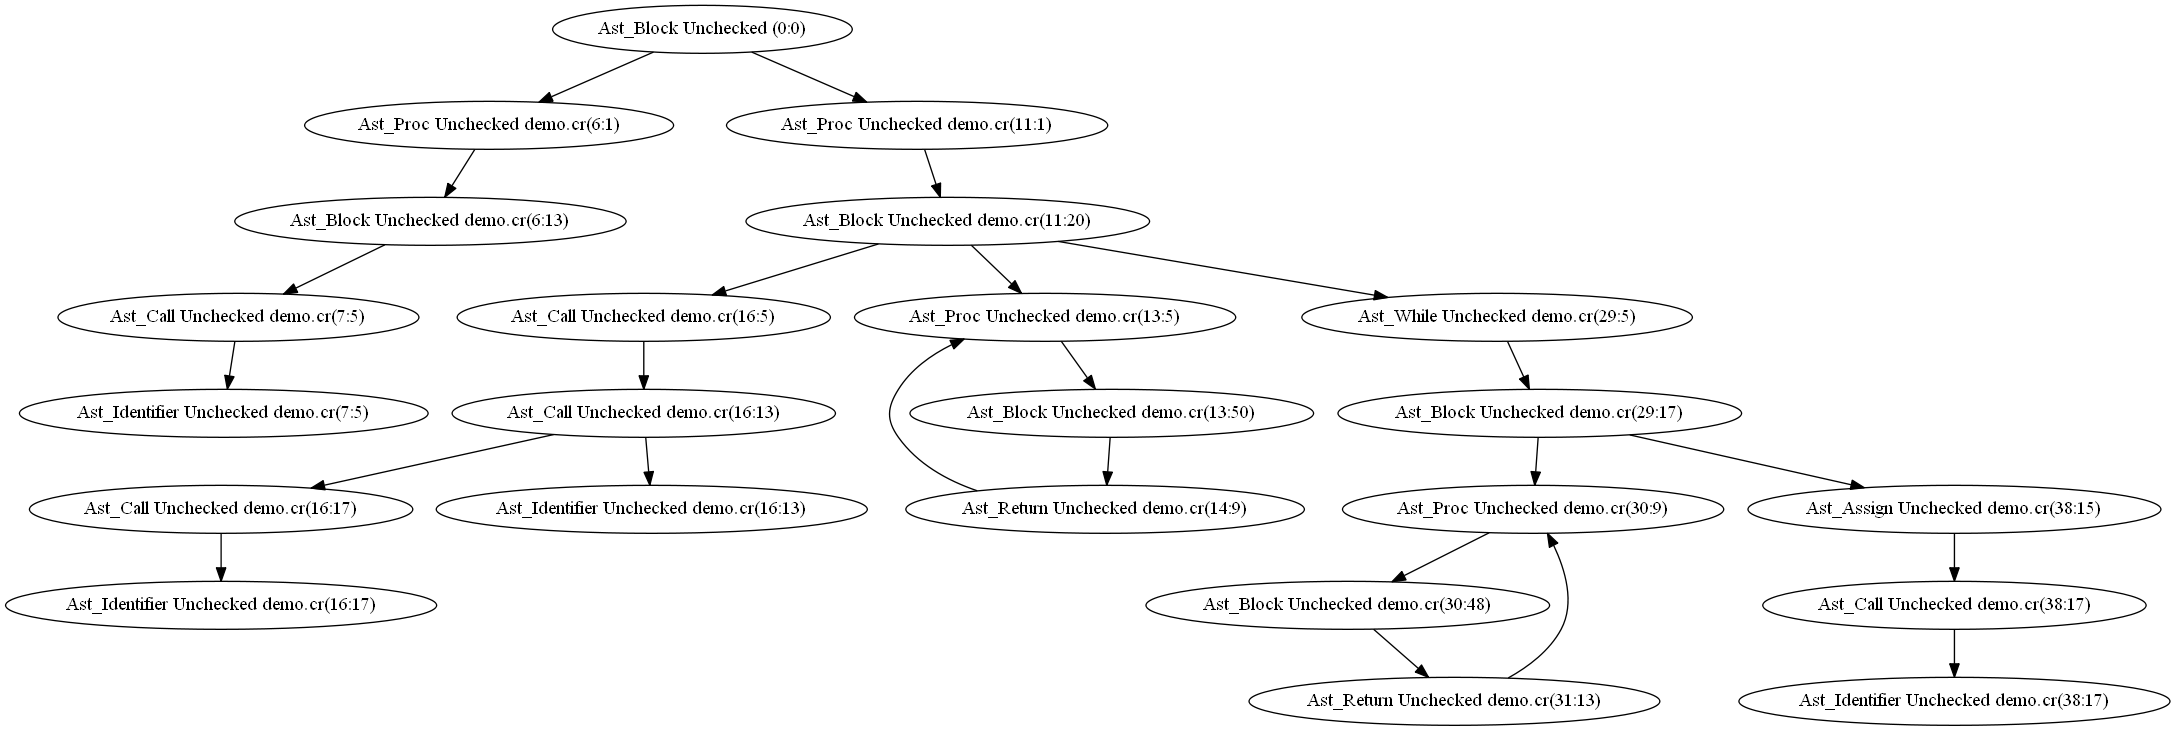 Ast_Block Unchecked (0:0)
Ast_Proc Unchecked demo.cr(6:1)
Ast_Proc Unchecked demo.cr(11:1)
Ast_Block Unchecked demo.cr(6:13)
Ast_Block Unchecked demo.cr(11:20)
Ast_Call Unchecked demo.cr(7:5)
Ast_Call Unchecked demo.cr(16:5)
Ast_Proc Unchecked demo.cr(13:5)
Ast_While Unchecked demo.cr(29:5)
Ast_Identifier Unchecked demo.cr(7:5)
Ast_Call Unchecked demo.cr(16:13)
Ast_Block Unchecked demo.cr(13:50)
Ast_Block Unchecked demo.cr(29:17)
Ast_Call Unchecked demo.cr(16:17)
Ast_Identifier Unchecked demo.cr(16:13)
Ast_Return Unchecked demo.cr(14:9)
Ast_Proc Unchecked demo.cr(30:9)
Ast_Assign Unchecked demo.cr(38:15)
Ast_Identifier Unchecked demo.cr(16:17)
Ast_Block Unchecked demo.cr(30:48)
Ast_Call Unchecked demo.cr(38:17)
Ast_Return Unchecked demo.cr(31:13)
Ast_Identifier Unchecked demo.cr(38:17)